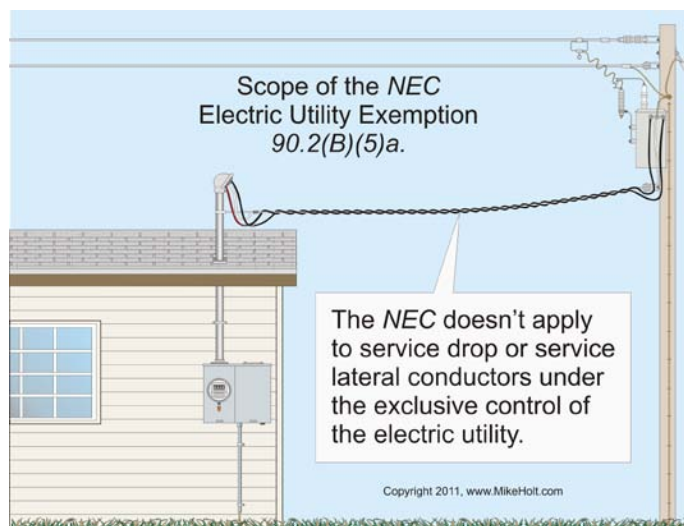 Scope of the NEC
Electric Utility Exemption
90.2(B)(5)a.
The NEC doesn't apply
to service drop or service
lateral conductors under
the exclusive control of
the electric utility.
Copyright 2011, www.MikeHolt.com